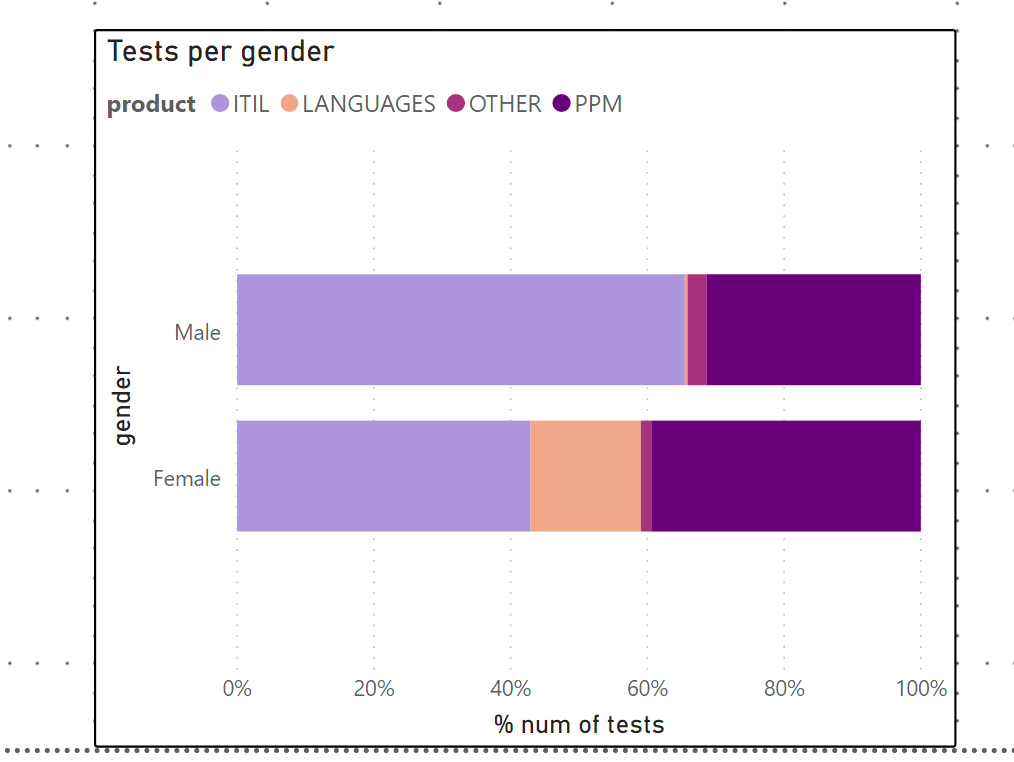 Tests per gender
product ITIL LANGUAGES OTHER PPM
Male
gender
Female
0% 20% 40% 60% 80% 100%
% num of tests